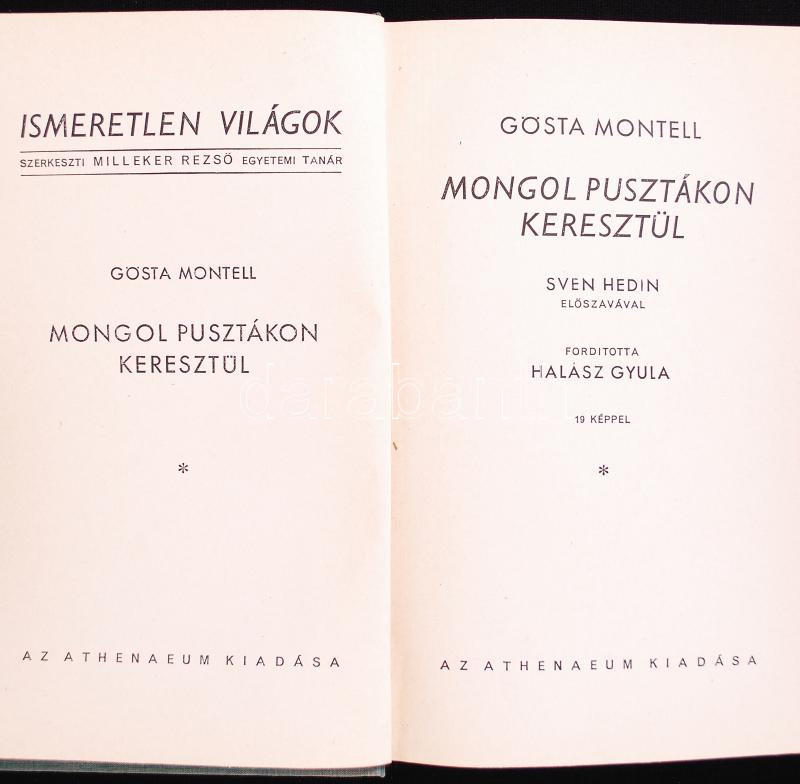 ISMERETLEN VILÁGOK
SZERKESZTI MILLEKER REZSŐ EGYETEMI TANÁR
GÖSTA MONTELL
MONGOL PUSZTÁKON
KERESZTÜL
*
AZ ATHENAEUM KIADÁSA
GÖSTA MONTELL
MONGOL PUSZTÁKON
KERESZTÜL
SVEN HEDIN
ELŐSZAVÁVAL
FORDITOTTA
HALÁSZ GYULA
19 KÉPPEL
*
AZ ATHENAEUM KIADÁSA